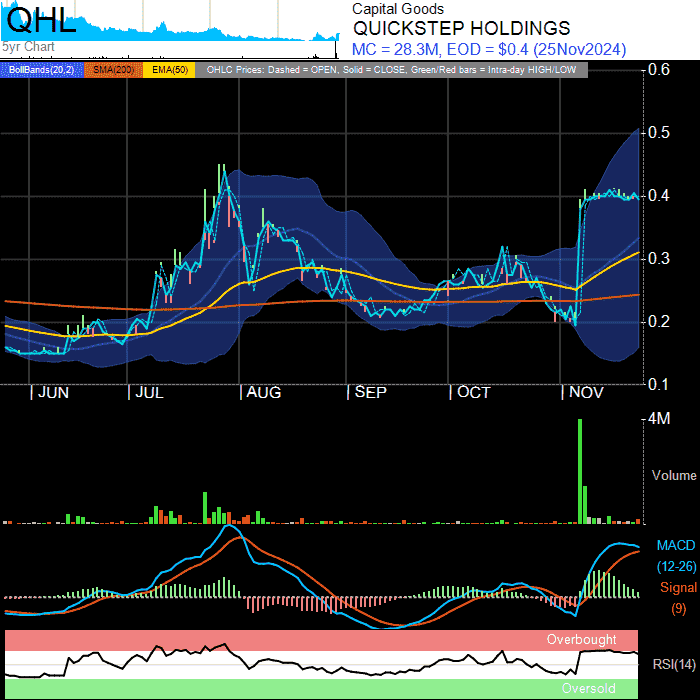 QHL
5yr Chart
Capital Goods
QUICKSTEP HOLDINGS
MC = 28.3M, EOD = $0.4 (25Nov2024)
BollBands(20,2) SMA(200) EMA(50) OHLC Prices: Dashed = OPEN, Solid = CLOSE, Green/Red bars = Intra-day HIGH/LOW
0.6
0.5
0.4
0.3
0.2
0.1
JUN JUL AUG SEP OCT NOV
4M
Volume
MACD
(12-26)
Signal
(9)
Overbought
RSI(14)
Oversold